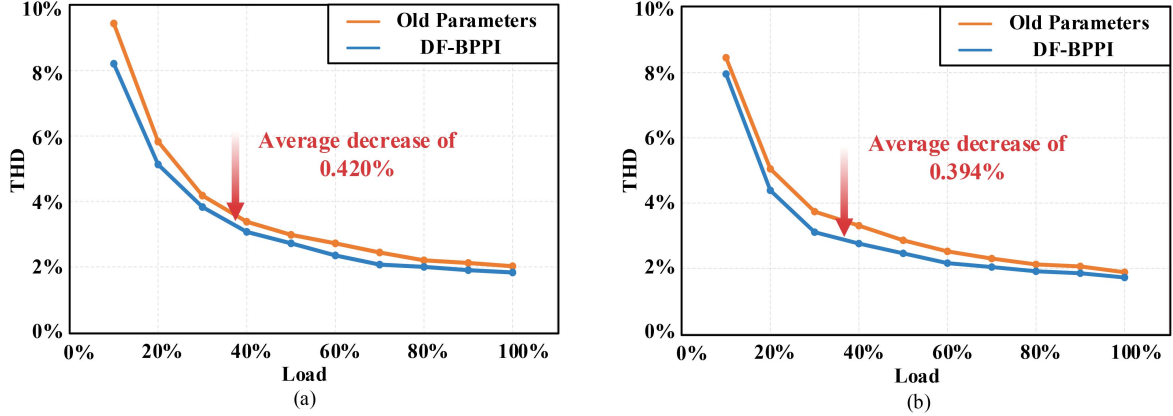 10%
8%
6%
4%
2%
0%
THD
Old Parameters
DF-BPPI
Average decrease of
0.420%
0% 20% 40% 60% 80% 100%
Load
(a)
10%
8%
6%
4%
2%
0%
THD
Old Parameters
DF-BPPI
Average decrease of
0.394%
0% 20% 40% 60% 80% 100%
Load
(b)